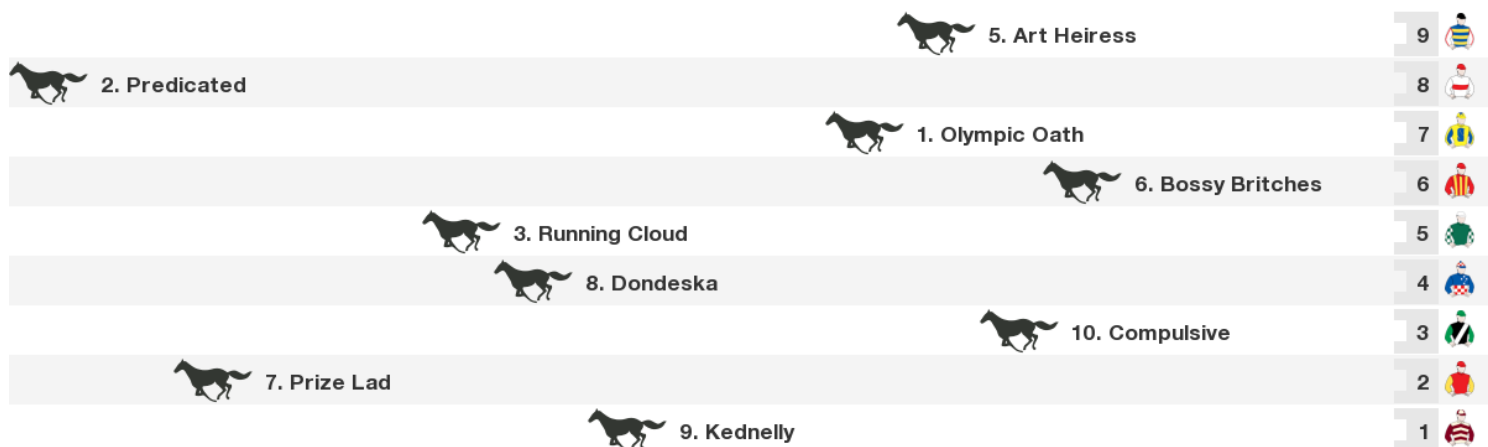 5. Art Heiress 9
2. Predicated 8
1. Olympic Oath 7
6. Bossy Britches 6
3. Running Cloud 5
8. Dondeska 4
10. Compulsive 3
7. Prize Lad 2
9. Kednelly 1